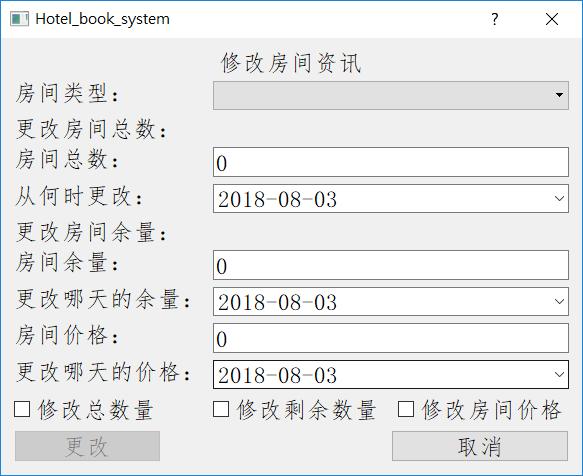 Hotel_book_system ?
修改房间资讯
房间类型：
更改房间总数：
房间总数： 0
从何时更改： 2018-08-03
更改房间余量：
房间余量： 0
更改哪天的余量： 2018-08-03
房间价格： 0
更改哪天的价格： 2018-08-03
修改总数量 修改剩余数量 修改房间价格
更改 取消